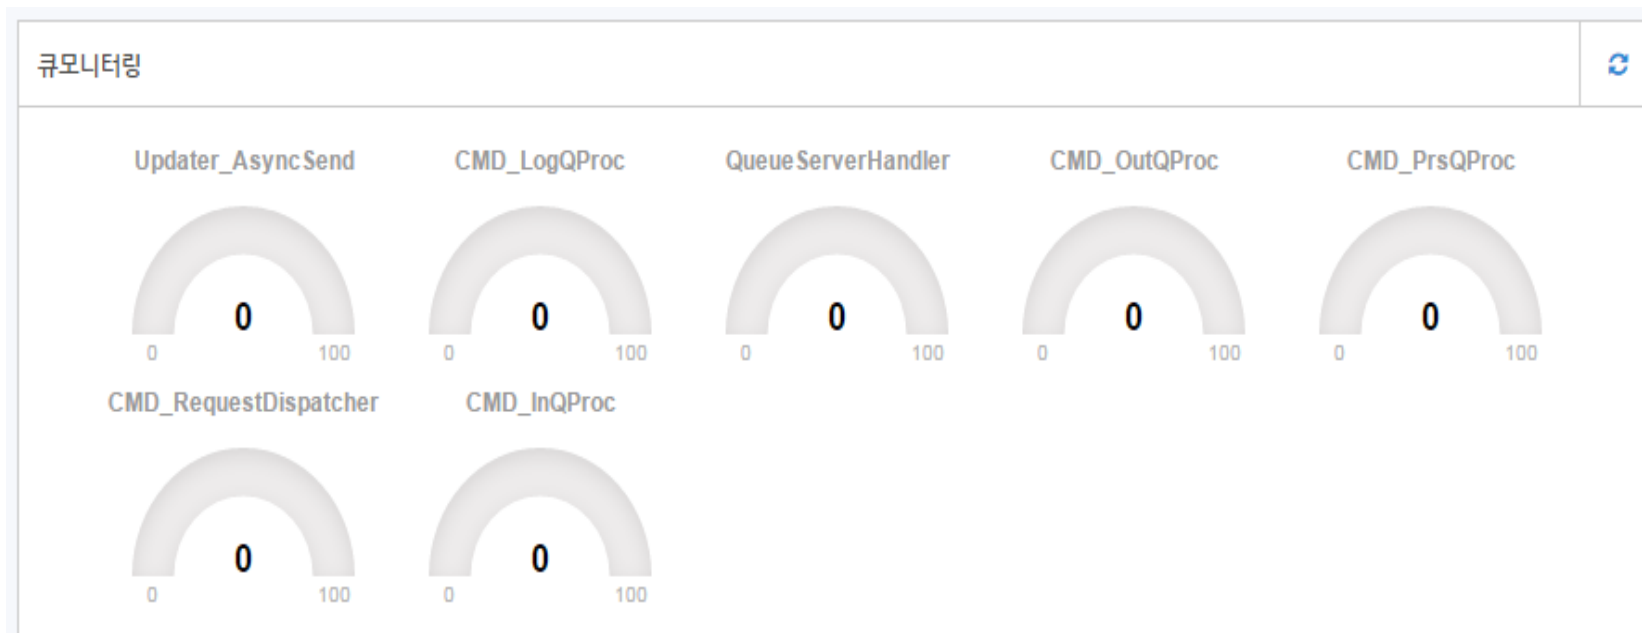 큐모니터링
Updater_AsyncSend CMD_LogQProc QueueServerHandler CMD_OutQProc CMD_PrsQProc
0 0 0 0 0
0 100 0 100 0 100 0 100 0 100
CMD_RequestDispatcher CMD_InQProc
0 0
0 100 0 100